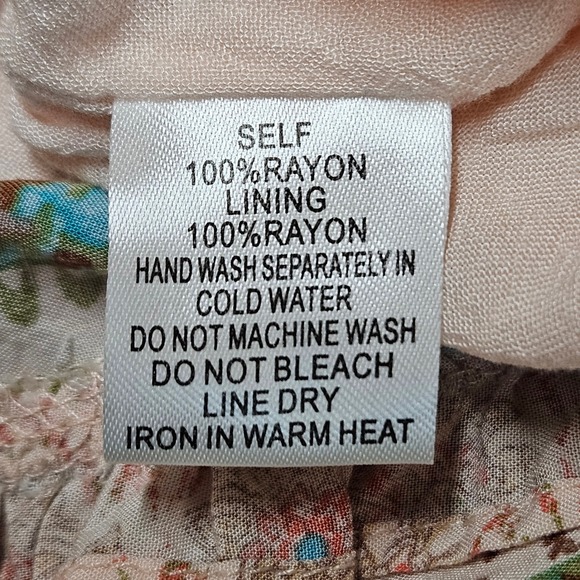 SELF
100%RAYON
LINING
100%RAYON
HAND WASH SEPARATELY IN
COLD WATER
DO NOT MACHINE WASH
DO NOT BLEACH
LINE DRY
IRON IN WARM HEAT